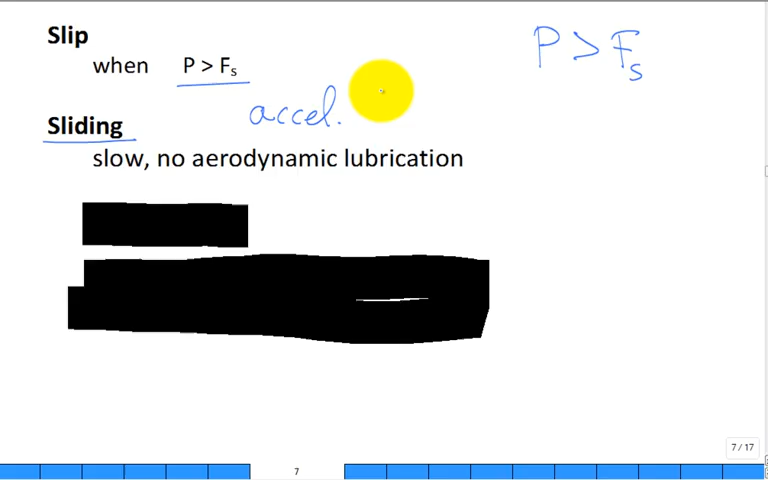 Slip
when P > Fs P > Fs
accel.
Sliding
slow, no aerodynamic lubrication
7 / 17
7